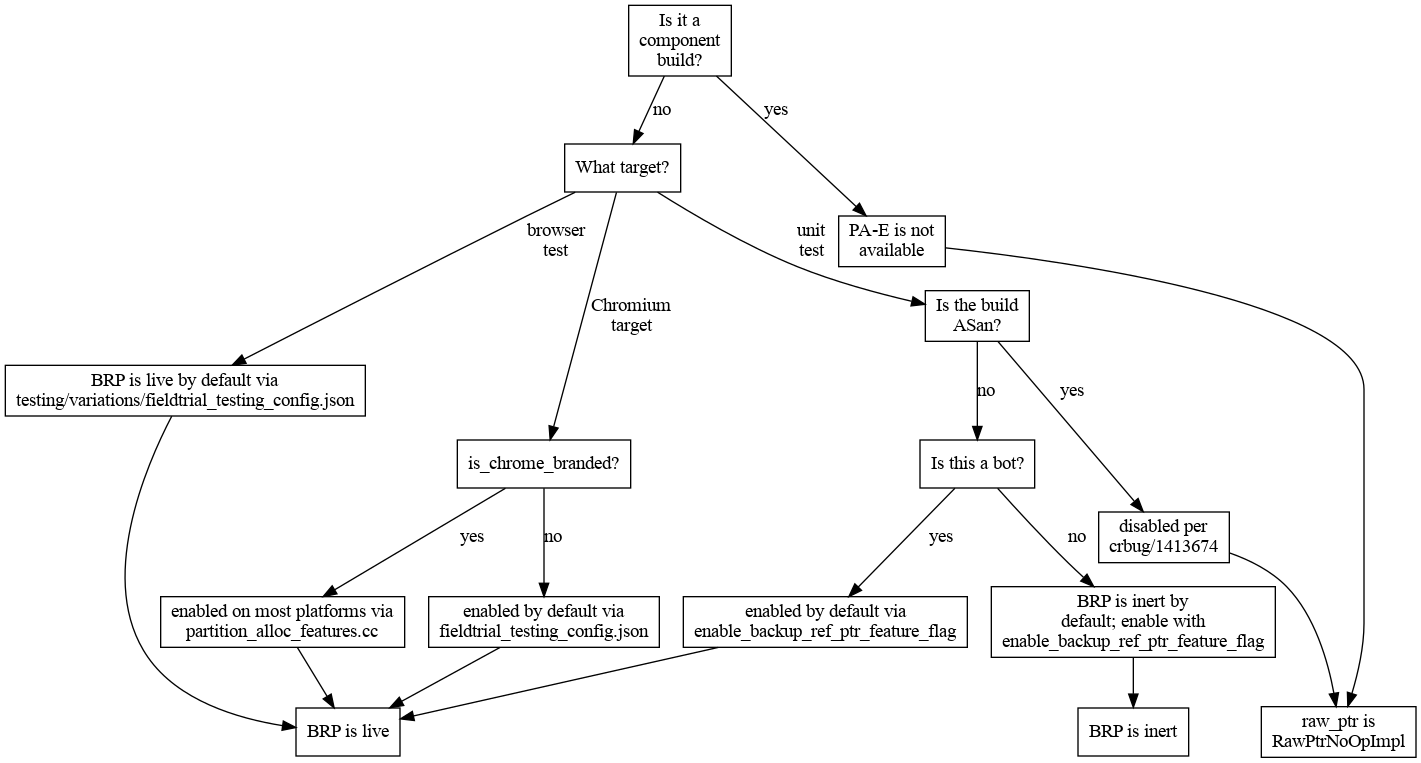 Is it a
component
build?
no
yes
What target?
browser
test
unit
test
PA-E is not
available
Chromium
target
Is the build
ASan?
BRP is live by default via
testing/variations/fieldtrial_testing_config.json
no
yes
is_chrome_branded?
Is this a bot?
disabled per
crbug/1413674
yes
no
yes
no
enabled on most platforms via
partition_alloc_features.cc
enabled by default via
fieldtrial_testing_config.json
enabled by default via
enable_backup_ref_ptr_feature_flag
BRP is inert by
default; enable with
enable_backup_ref_ptr_feature_flag
BRP is live
BRP is inert
raw_ptr is
RawPtrNoOpImpl